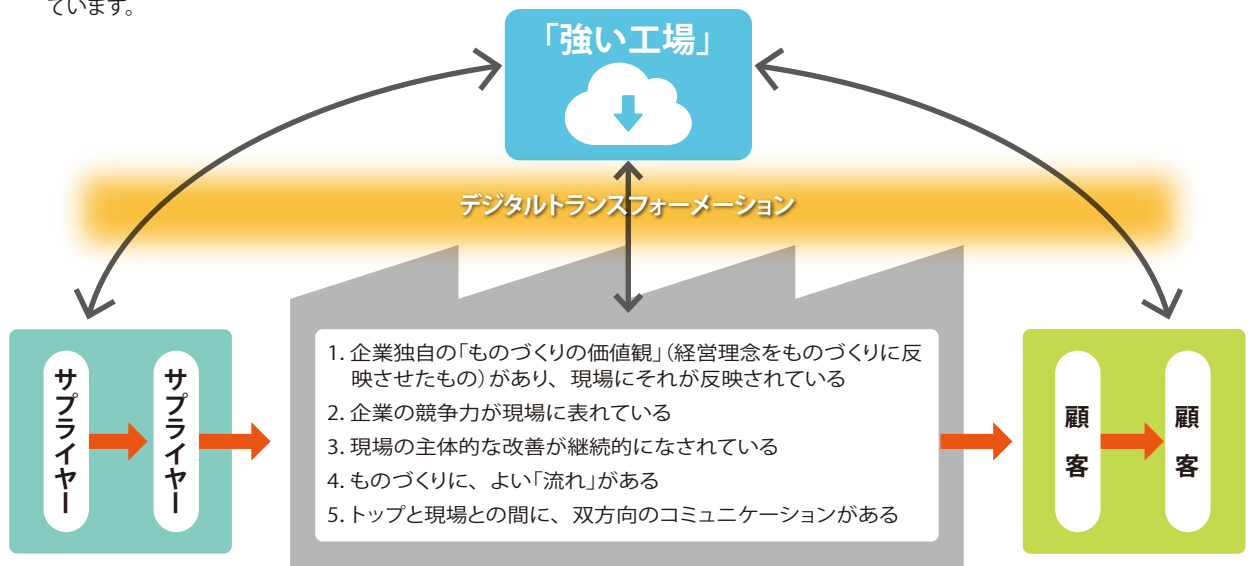 ています。
「強い工場」
デジタルトランスフォーメーション
サプライヤー
サプライヤー
1. 企業独自の「ものづくりの価値観」（経営理念をものづくりに反
映させたもの）があり、現場にそれが反映されている
2. 企業の競争力が現場に表れている
3. 現場の主体的な改善が継続的になされている
4. ものづくりに、よい「流れ」がある
5. トップと現場との間に、双方向のコミュニケーションがある
顧客
顧客